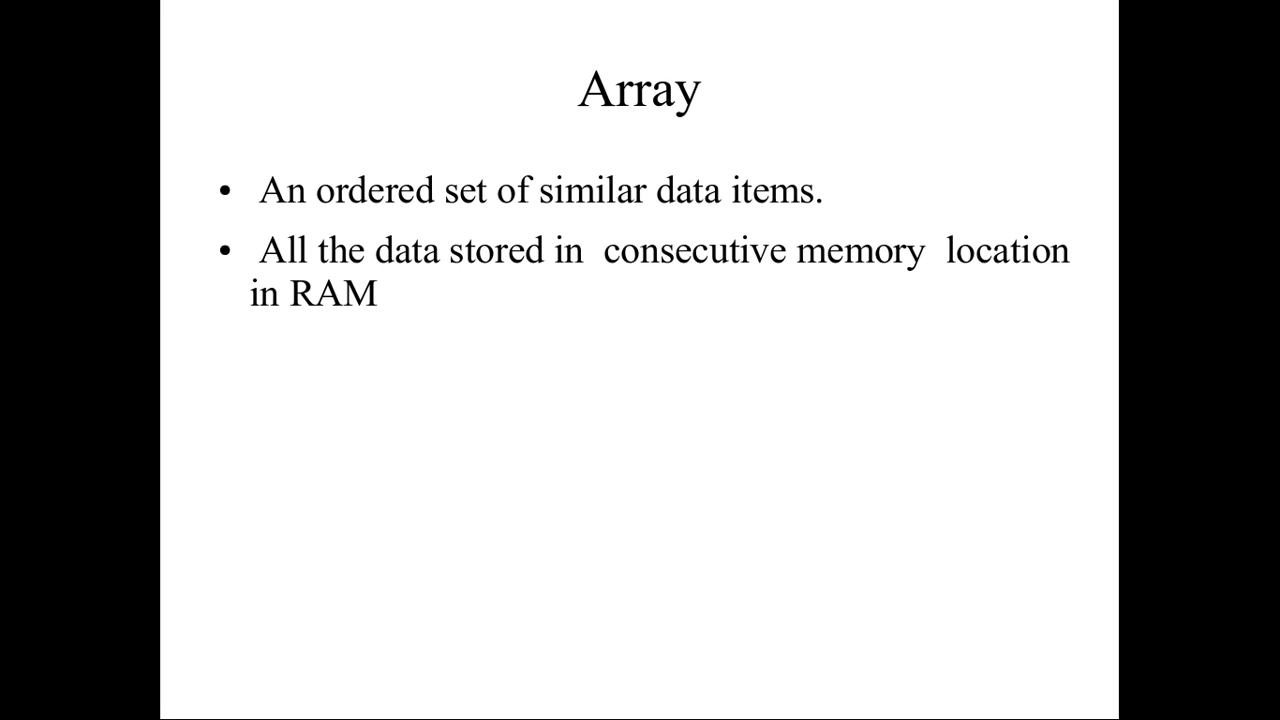 Array
• An ordered set of similar data items.
• All the data stored in  consecutive memory  location
in RAM